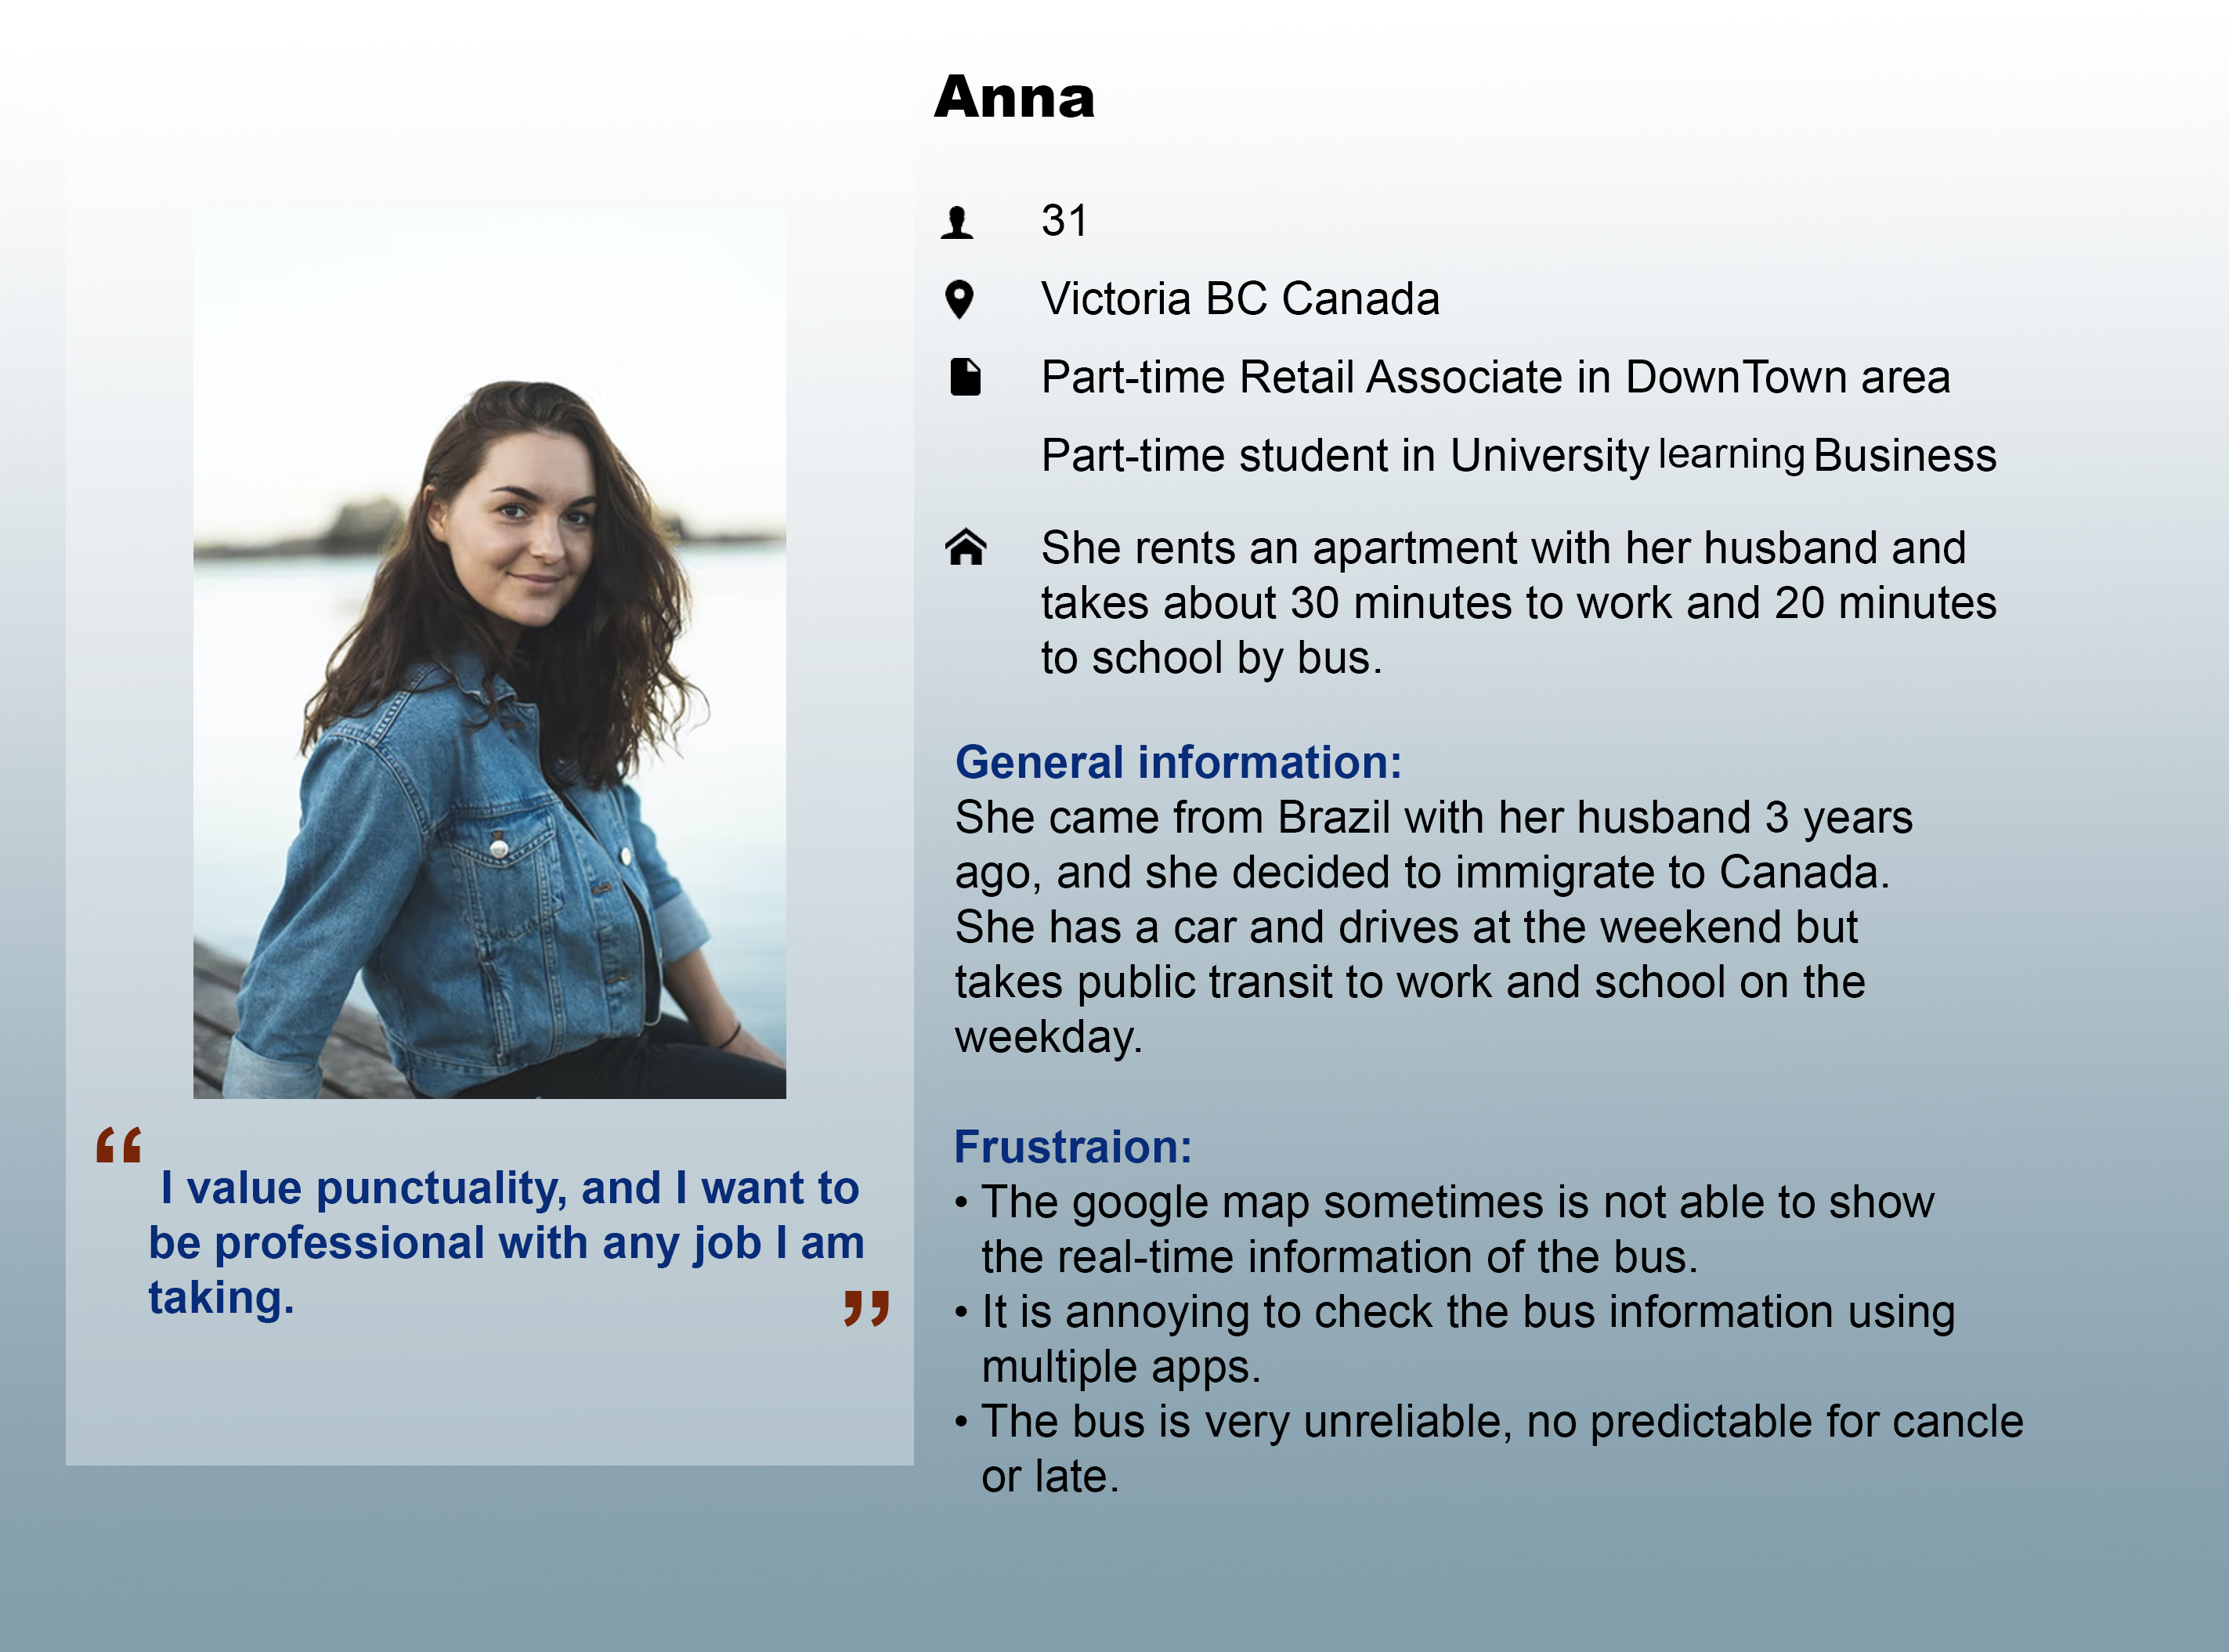 Anna
31
Victoria BC Canada
Part-time Retail Associate in DownTown area
Part-time student in University learning Business
She rents an apartment with her husband and
takes about 30 minutes to work and 20 minutes
to school by bus.
General information:
She came from Brazil with her husband 3 years
ago, and she decided to immigrate to Canada.
She has a car and drives at the weekend but
takes public transit to work and school on the
weekday.
Frustraion:
• The google map sometimes is not able to show
the real-time information of the bus.
• It is annoying to check the bus information using
multiple apps.
• The bus is very unreliable, no predictable for cancle
or late.
“ I value punctuality, and I want to
be professional with any job I am
taking. ”